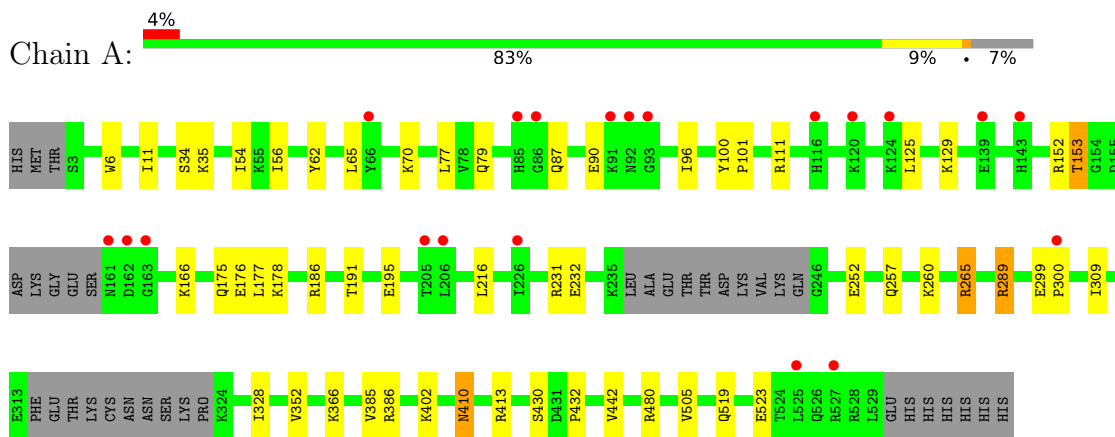 4%
Chain A:
83% 9% • 7%
HIS MET THR S3 W6 I11 S34 K35 I54 K55 I56 Y62 L65 Y66 K70 L77 V78 Q79 H85 G86 Q87 E90 K91 N92 G93 I96 Y100 P101 R111 H116 K120 K124 L125 K129 E139 H143 R152 T153 G154 D155
ASP LYS GLY GLU SER N161 D162 G163 K166 Q175 E176 L177 K178 R186 T191 E195 T205 L206 L216 I226 R231 E232 K235 LEU ALA GLU THR THR ASP LYS VAL LYS GLN G246 E252 Q257 K260 R265 R289 E299 P300 I309
E313 PHE GLU THR LYS CYS ASN ASN SER LYS PRO K324 I328 V352 K366 V385 R386 K402 N410 R413 S430 D431 P432 V442 R480 V505 Q519 E523 T524 L525 Q526 R527 R528 L529 GLU HIS HIS HIS HIS HIS HIS